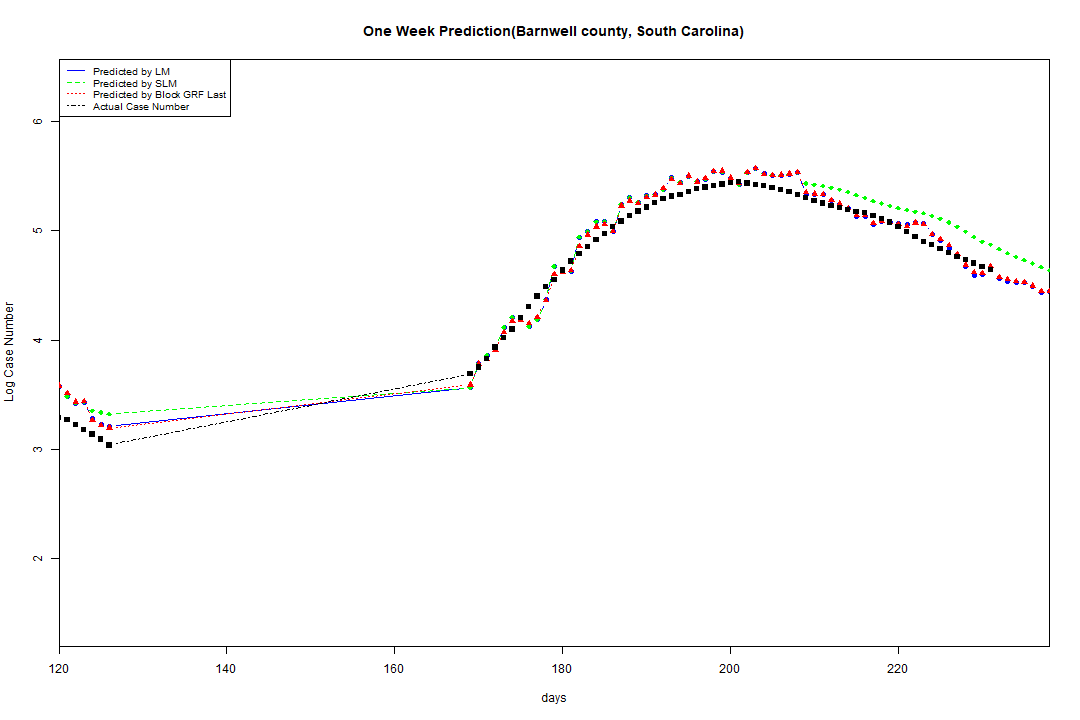 One Week Prediction(Barnwell county, South Carolina)
Predicted by LM
Predicted by SLM
Predicted by Block GRF Last
Actual Case Number
6
5
4
3
2
Log Case Number
120 140 160 180 200 220
days